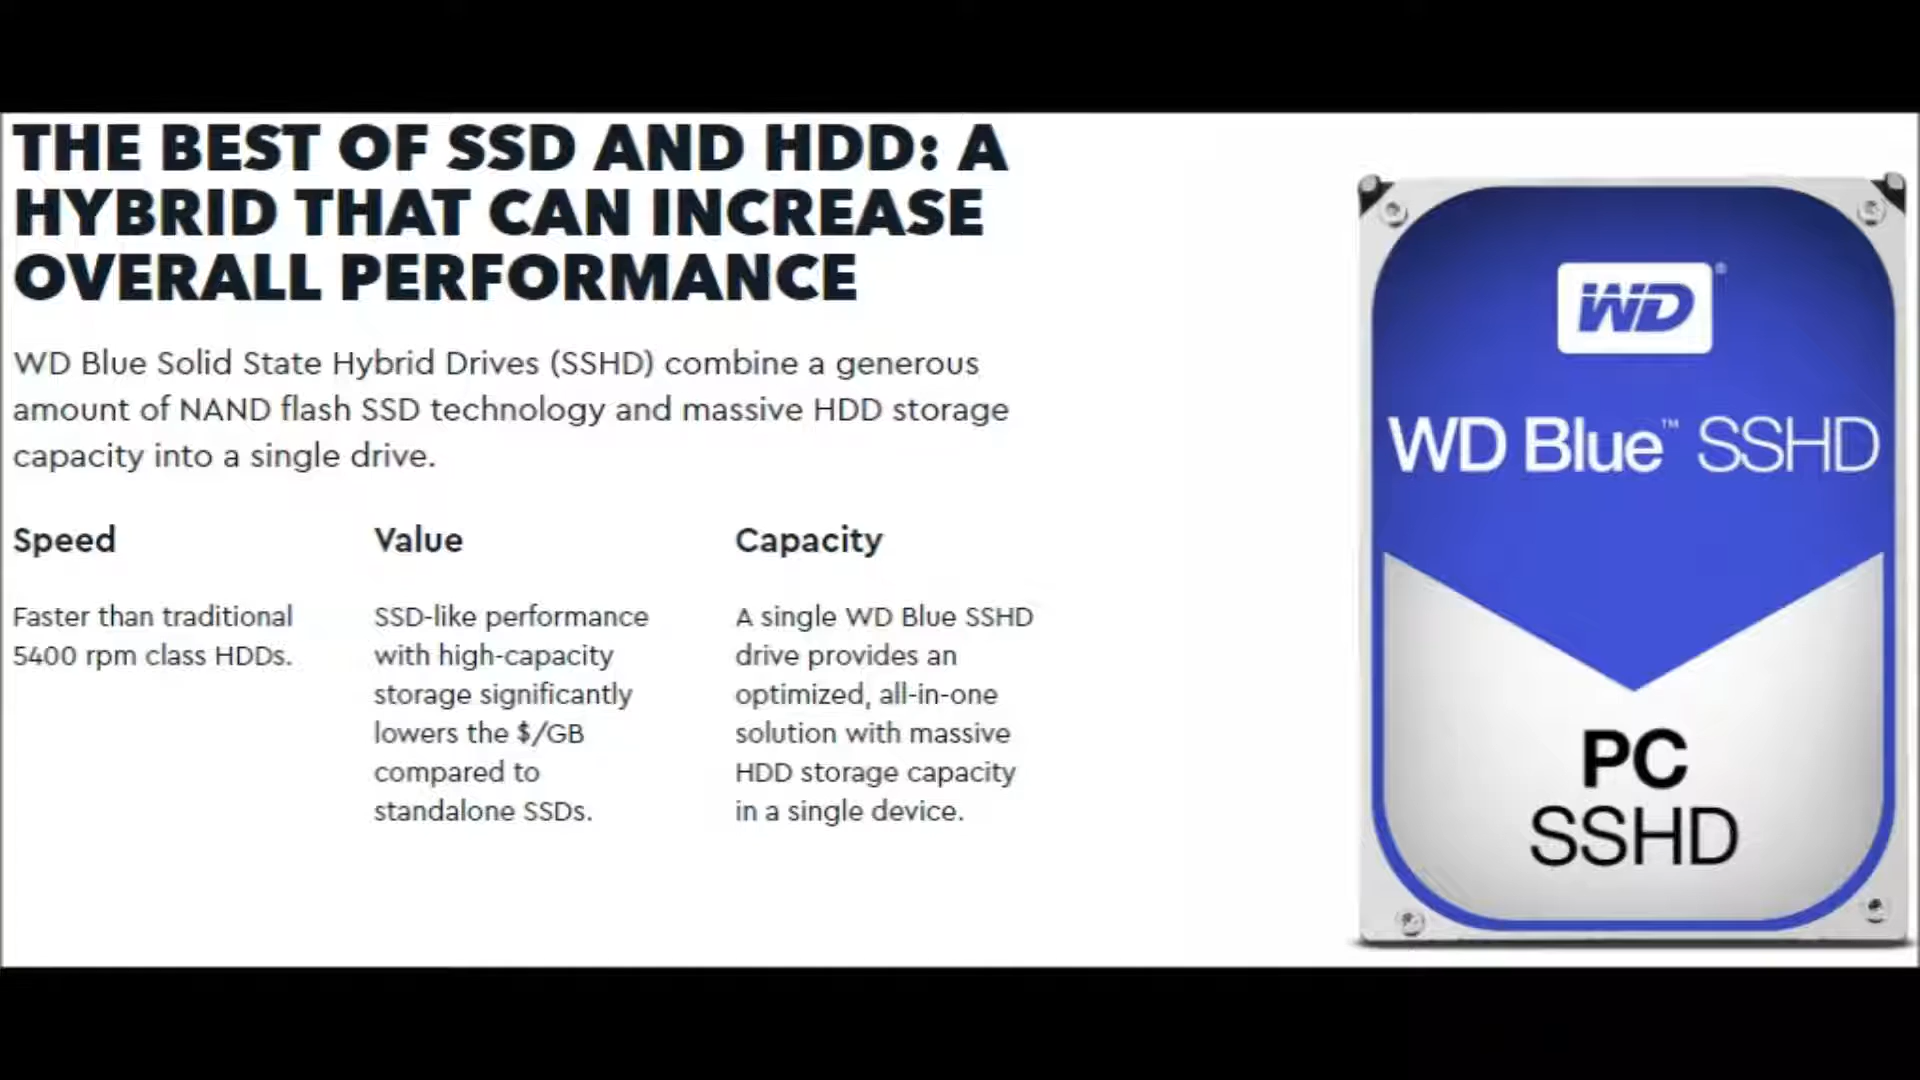 THE BEST OF SSD AND HDD: A
HYBRID THAT CAN INCREASE
OVERALL PERFORMANCE
WD Blue Solid State Hybrid Drives (SSHD) combine a generous
amount of NAND flash SSD technology and massive HDD storage
capacity into a single drive.
Speed
Faster than traditional
5400 rpm class HDDs.
Value
SSD-like performance
with high-capacity
storage significantly
lowers the $/GB
compared to
standalone SSDs.
Capacity
A single WD Blue SSHD
drive provides an
optimized, all-in-one
solution with massive
HDD storage capacity
in a single device.
WD®
WD Blue™ SSHD
PC
SSHD